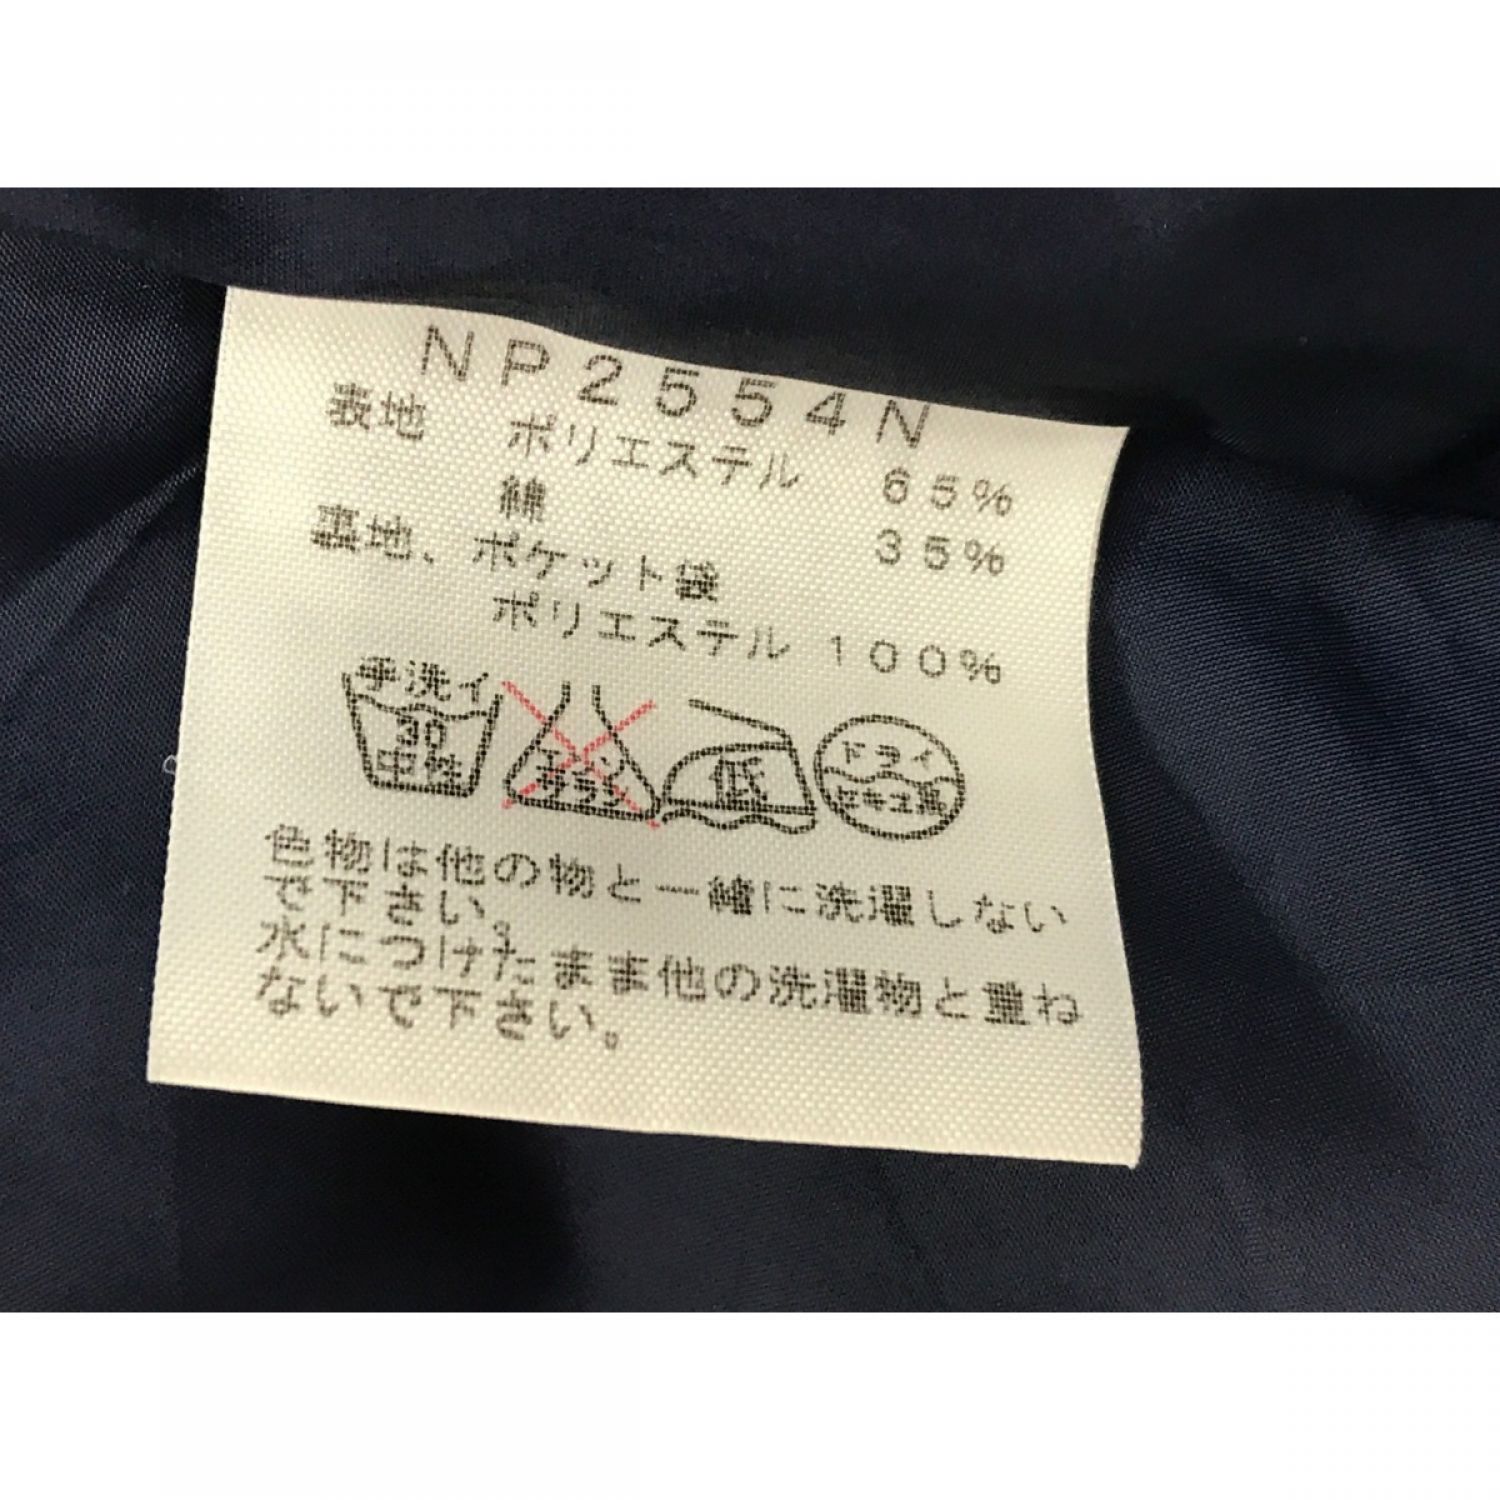 NP2554N
表地 ポリエステル 65%
綿 35%
裏地、ポケット袋
ポリエステル 100%
手洗イ
30
中性
エンソ
サラシ
低
ドライ
セキユ系
色物は他の物と一緒に洗濯しない
で下さい。
水につけたまま他の洗濯物と重ね
ないで下さい。